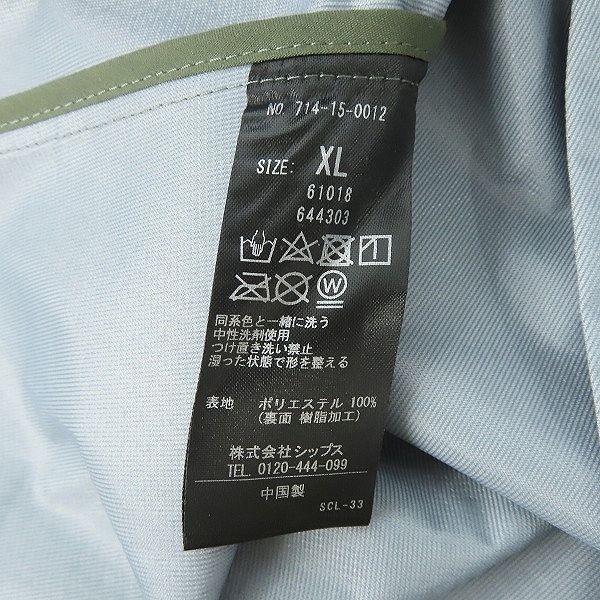 NO. 714-15-0012
SIZE: XL
61018
644303
W
同系色と一緒に洗う
中性洗剤使用
つけ置き洗い禁止
湿った状態で形を整える
表地 ポリエステル 100%
(裏面 樹脂加工)
株式会社シップス
TEL. 0120-444-099
中国製
SCL-33